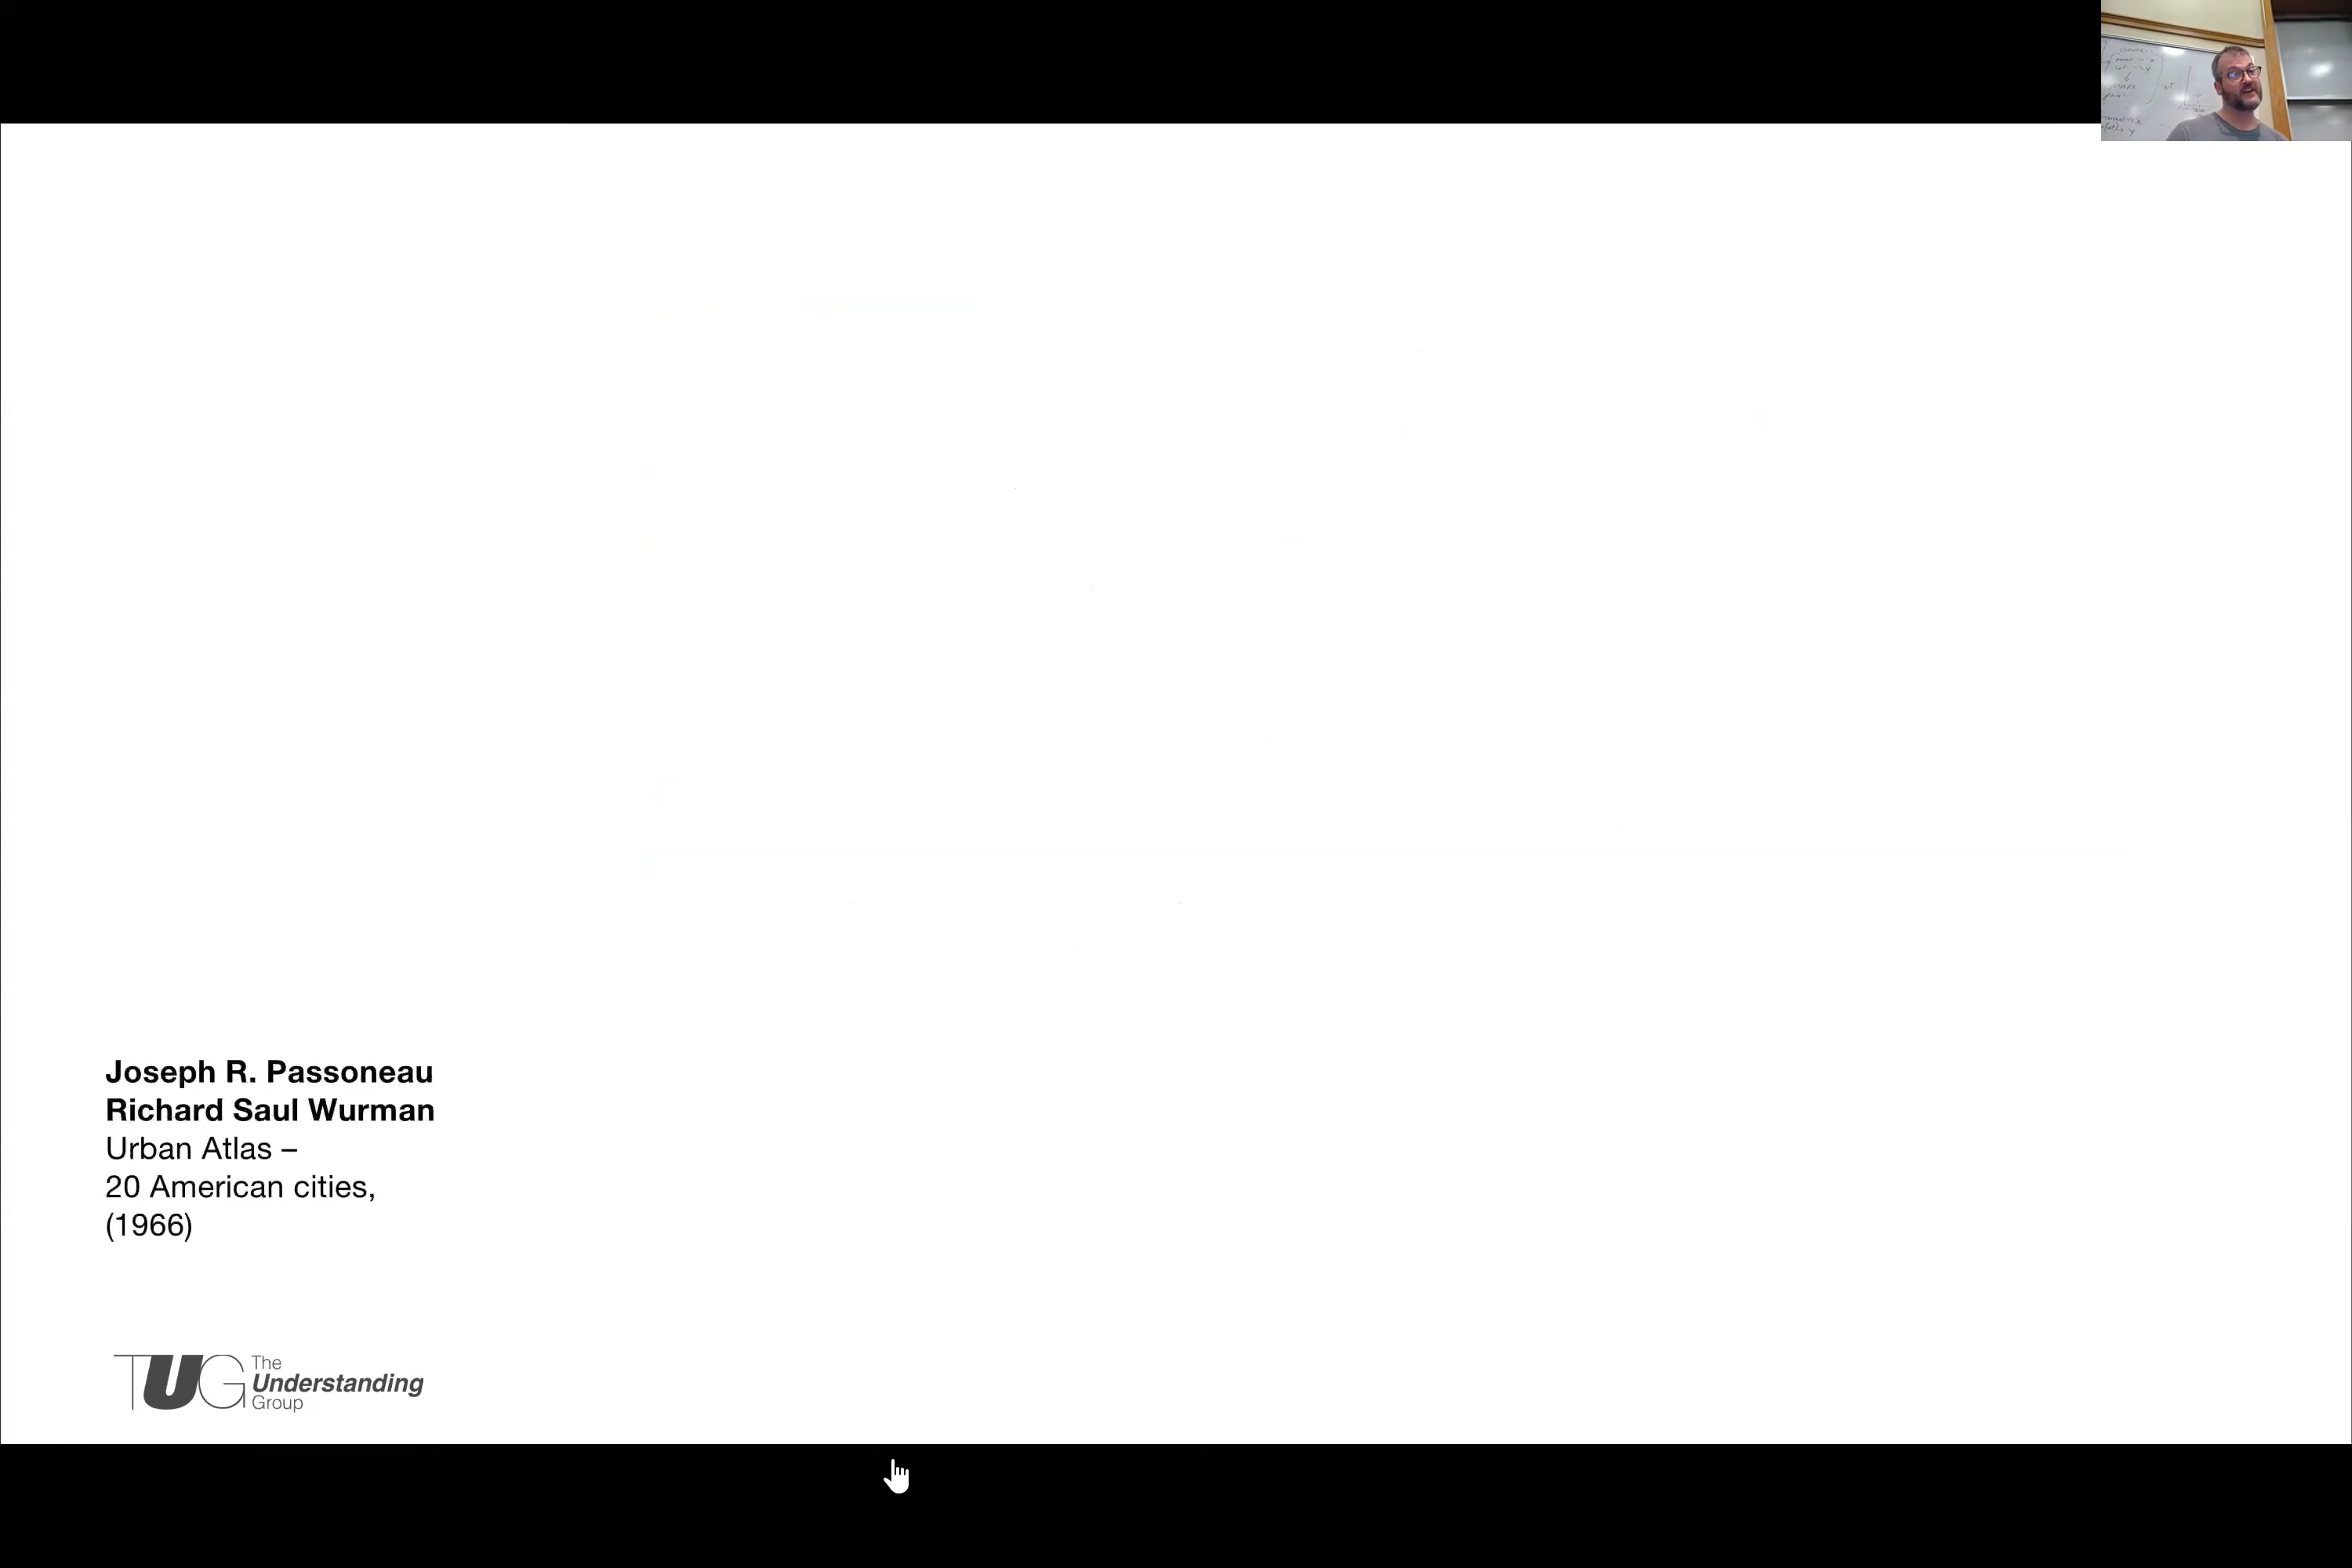 Joseph R. Passoneau
Richard Saul Wurman
Urban Atlas –
20 American cities,
(1966)
TUG The
Understanding
Group